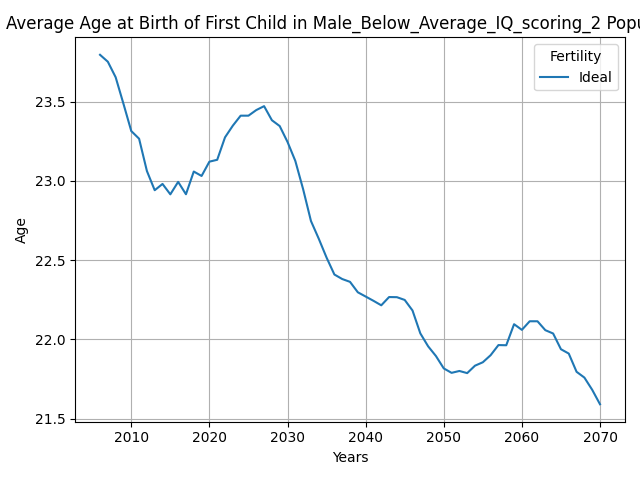 Average Age at Birth of First Child in Male_Below_Average_IQ_scoring_2 Popu
Fertility
Ideal
23.5
23.0
22.5
22.0
21.5
Age
2010 2020 2030 2040 2050 2060 2070
Years